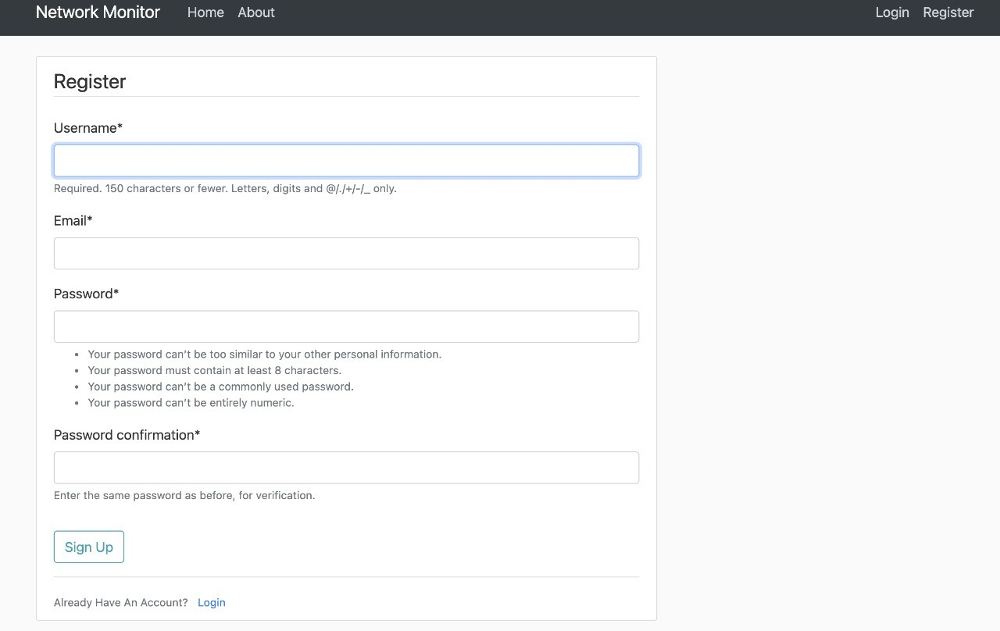 Network Monitor Home About Login Register
Register
Username*
Required. 150 characters or fewer. Letters, digits and @/./+/-/_ only.
Email*
Password*
Your password can't be too similar to your other personal information.
Your password must contain at least 8 characters.
Your password can't be a commonly used password.
Your password can't be entirely numeric.
Password confirmation*
Enter the same password as before, for verification.
Sign Up
Already Have An Account? Login